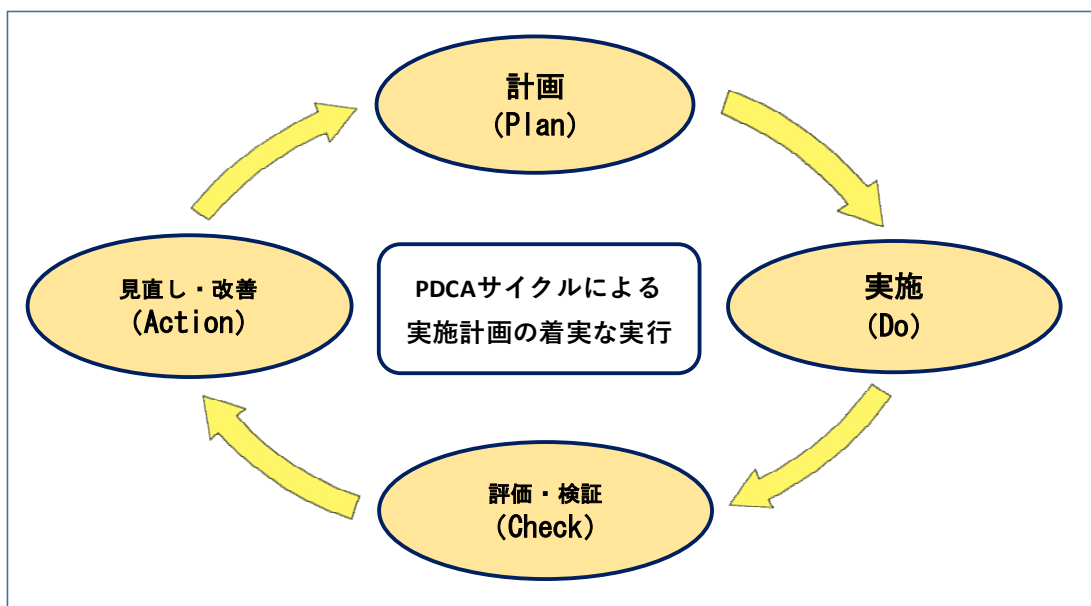 計画
(Plan)
実施
(Do)
評価・検証
(Check)
見直し・改善
(Action)
PDCAサイクルによる
実施計画の着実な実行